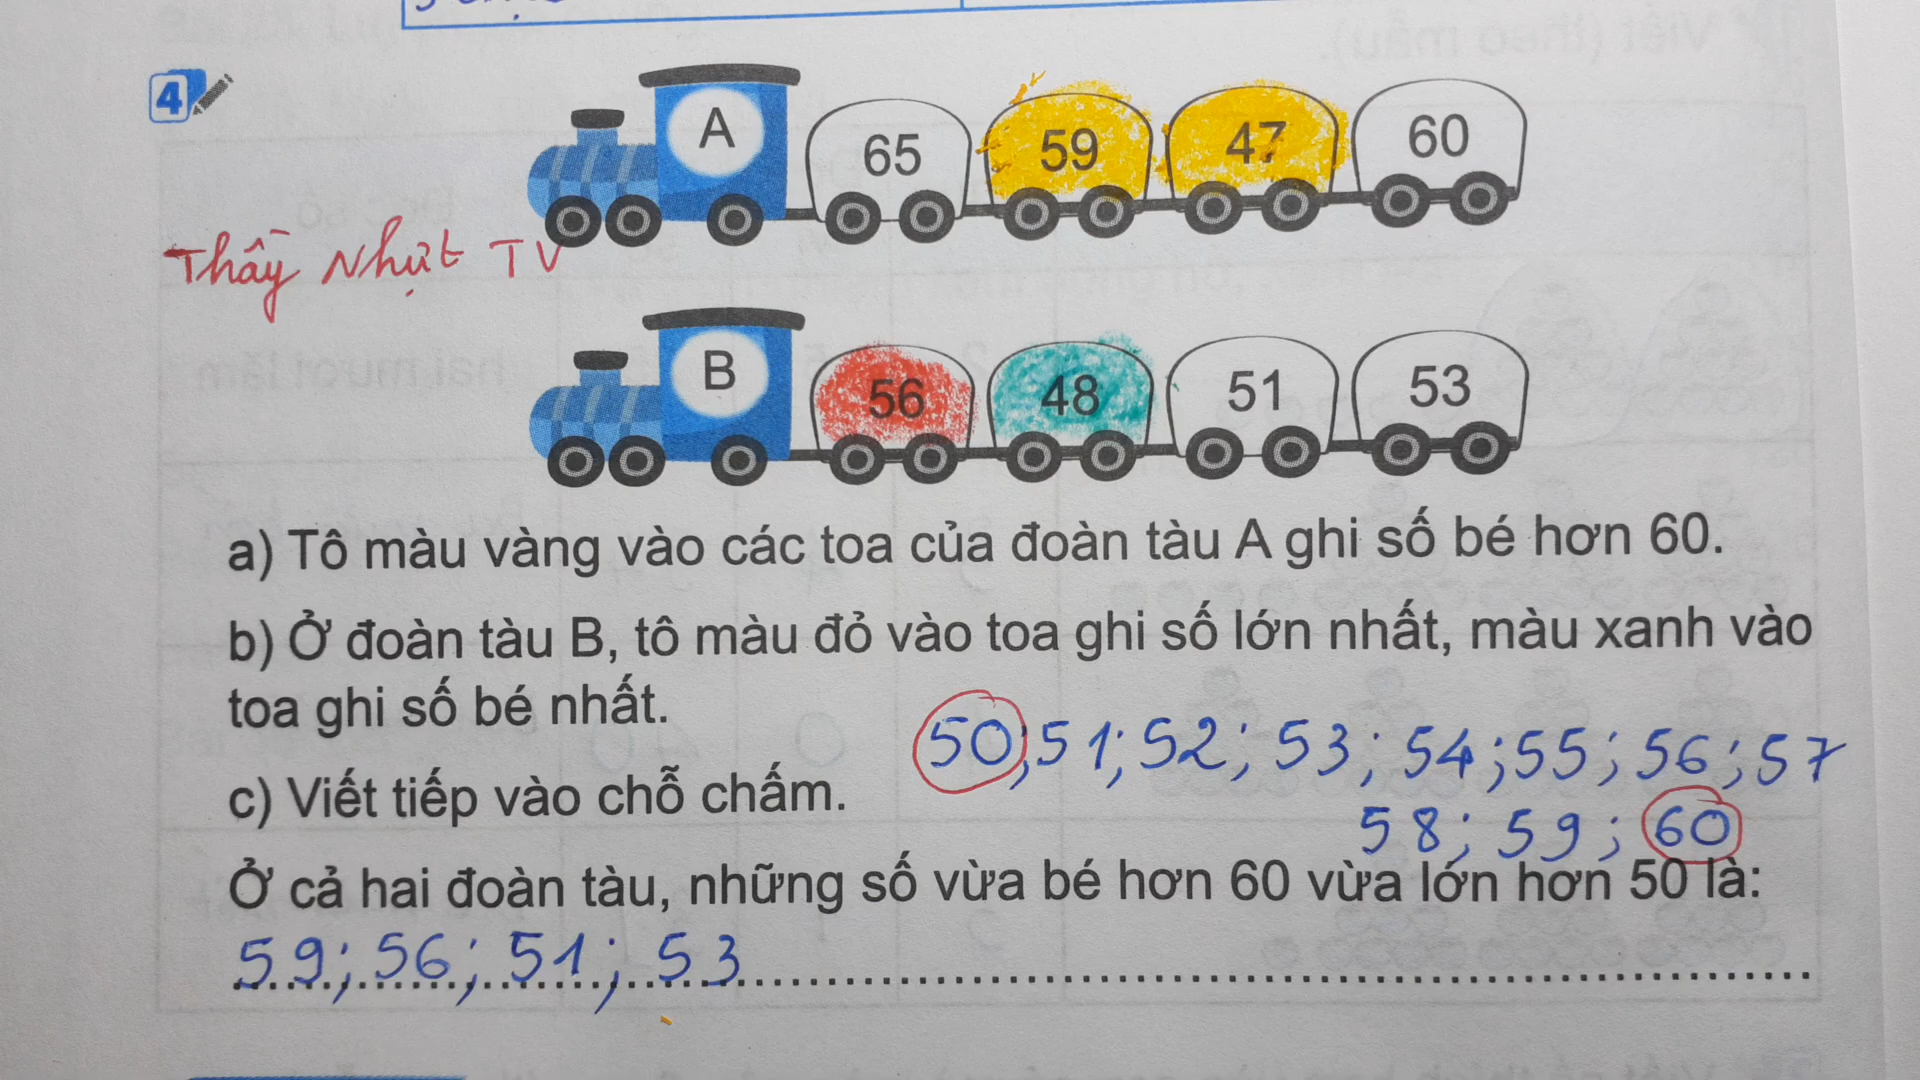 4
A 65 59 47 60
Thầy Nhựt TV
B 56 48 51 53
a) Tô màu vàng vào các toa của đoàn tàu A ghi số bé hơn 60.
b) Ở đoàn tàu B, tô màu đỏ vào toa ghi số lớn nhất, màu xanh vào
toa ghi số bé nhất.
50; 51; 52; 53; 54; 55; 56; 57
c) Viết tiếp vào chỗ chấm.
58; 59; 60
Ở cả hai đoàn tàu, những số vừa bé hơn 60 vừa lớn hơn 50 là:
59; 56; 51; 53